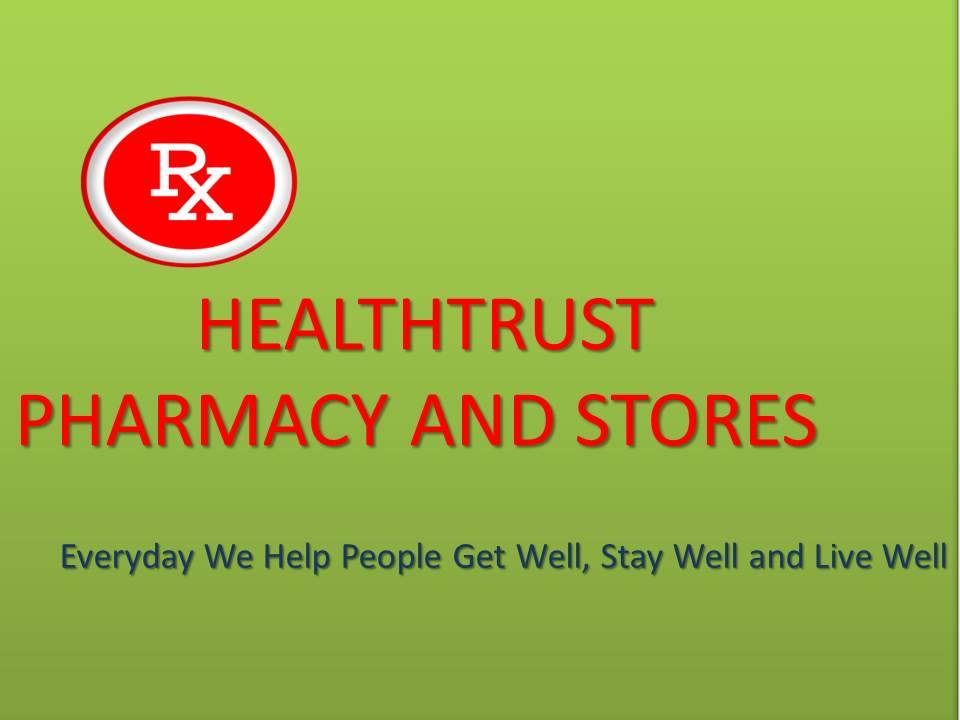 Rx
HEALTHTRUST
PHARMACY AND STORES
Everyday We Help People Get Well, Stay Well and Live Well